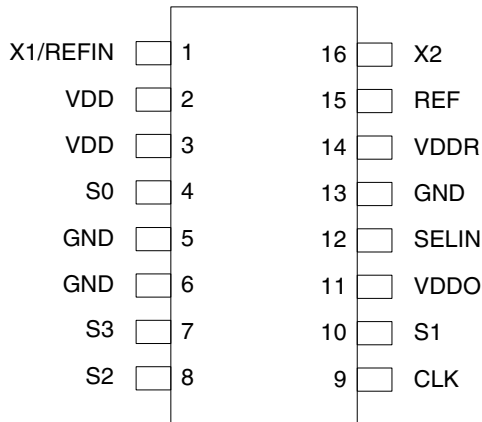 X1/REFIN 1 16 X2
VDD 2 15 REF
VDD 3 14 VDDR
S0 4 13 GND
GND 5 12 SELIN
GND 6 11 VDDO
S3 7 10 S1
S2 8 9 CLK